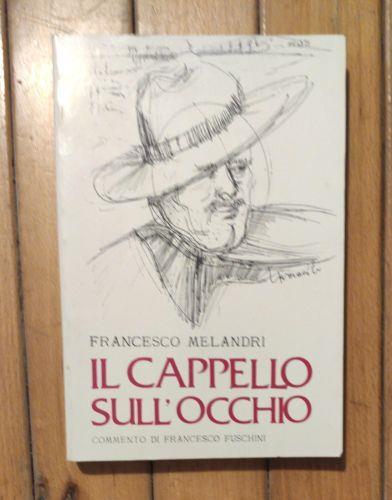 FRANCESCO MELANDRI
IL CAPPELLO
SULL'OCCHIO
COMMENTO DI FRANCESCO FUSCHINI